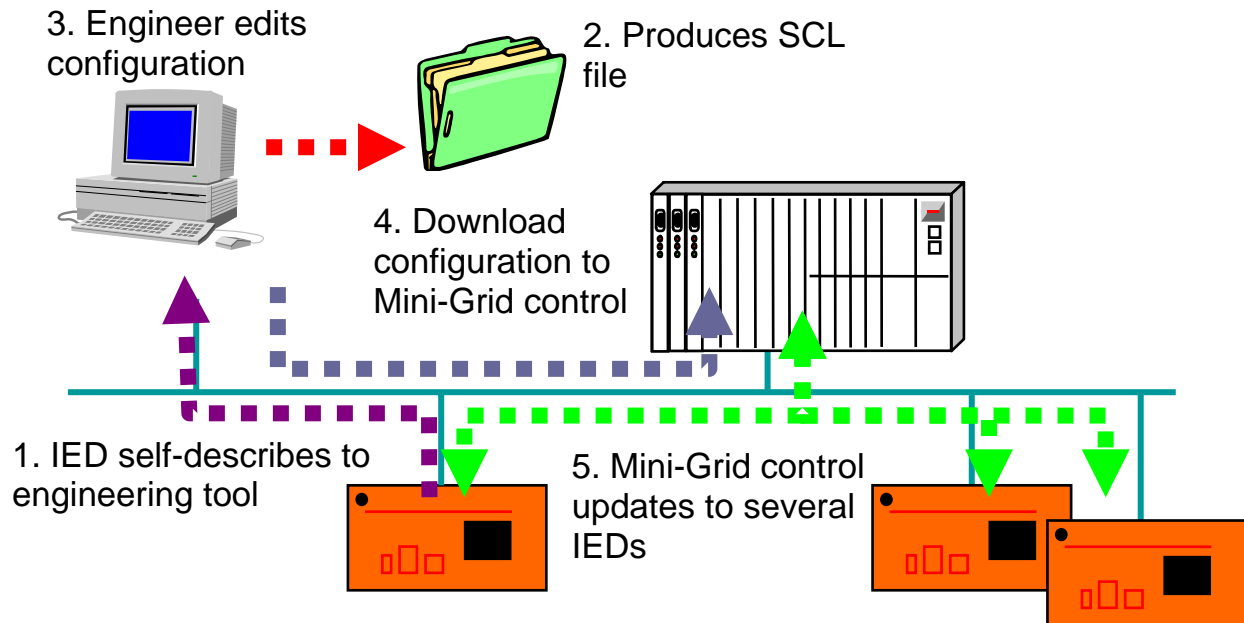 3. Engineer edits
configuration
2. Produces SCL
file
4. Download
configuration to
Mini-Grid control
1. IED self-describes to
engineering tool
5. Mini-Grid control
updates to several
IEDs